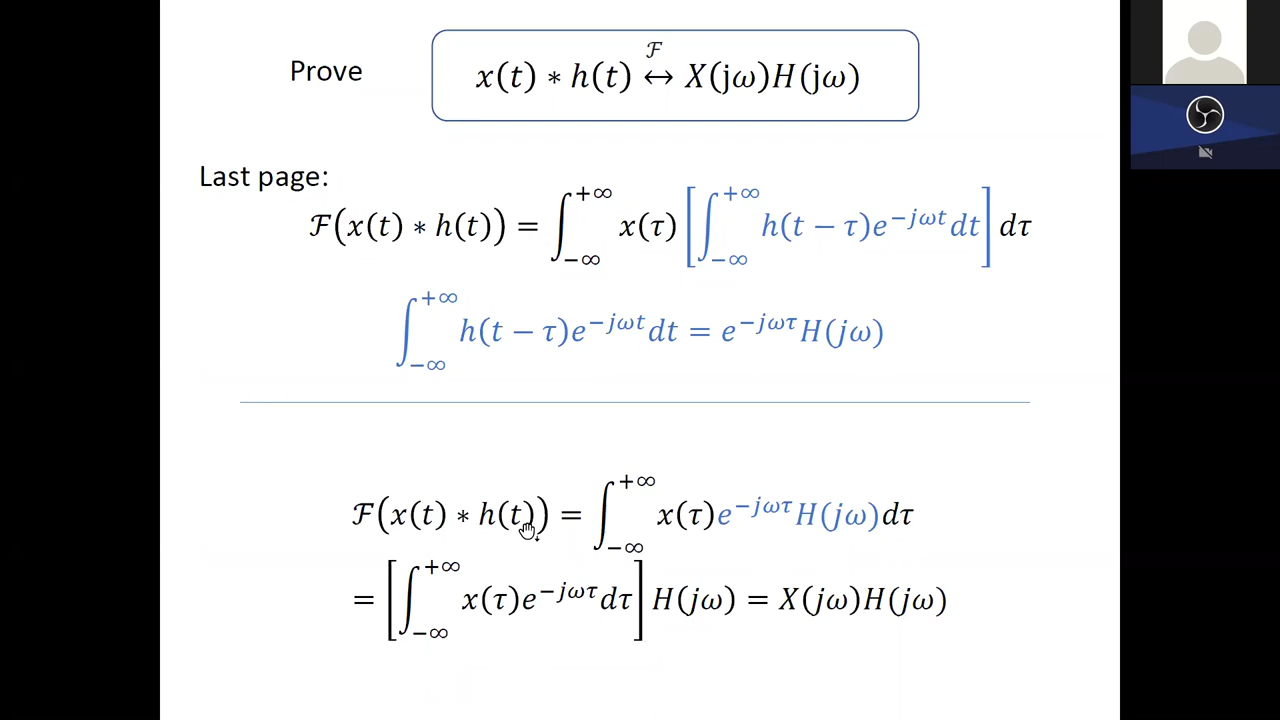 Prove x(t) ∗ h(t) ℱ↔ X(jω)H(jω)
Last page:
ℱ(x(t) ∗ h(t)) = ∫_{−∞}^{+∞} x(τ) [∫_{−∞}^{+∞} h(t − τ)e^{−jωt}dt] dτ
∫_{−∞}^{+∞} h(t − τ)e^{−jωt}dt = e^{−jωτ}H(jω)
ℱ(x(t) ∗ h(t)) = ∫_{−∞}^{+∞} x(τ)e^{−jωτ}H(jω)dτ
= [∫_{−∞}^{+∞} x(τ)e^{−jωτ}dτ] H(jω) = X(jω)H(jω)